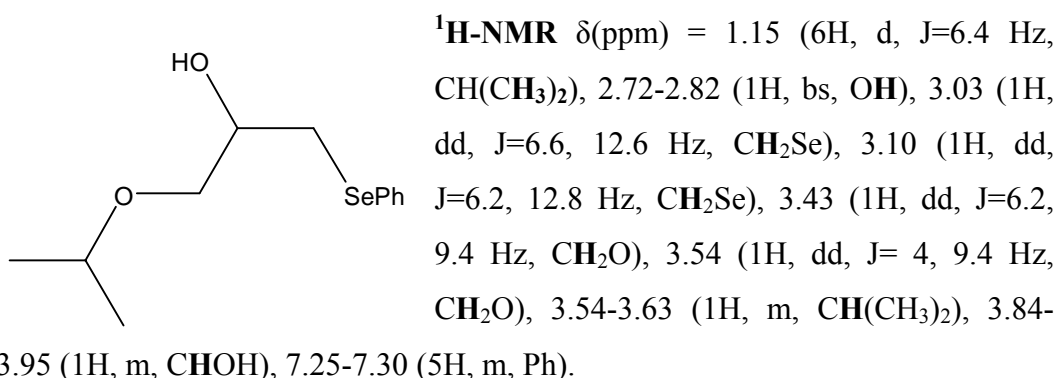 HO
O
SePh
¹H-NMR δ(ppm) = 1.15 (6H, d, J=6.4 Hz,
CH(CH₃)₂), 2.72-2.82 (1H, bs, OH), 3.03 (1H,
dd, J=6.6, 12.6 Hz, CH₂Se), 3.10 (1H, dd,
J=6.2, 12.8 Hz, CH₂Se), 3.43 (1H, dd, J=6.2,
9.4 Hz, CH₂O), 3.54 (1H, dd, J= 4, 9.4 Hz,
CH₂O), 3.54-3.63 (1H, m, CH(CH₃)₂), 3.84-
3.95 (1H, m, CHOH), 7.25-7.30 (5H, m, Ph).